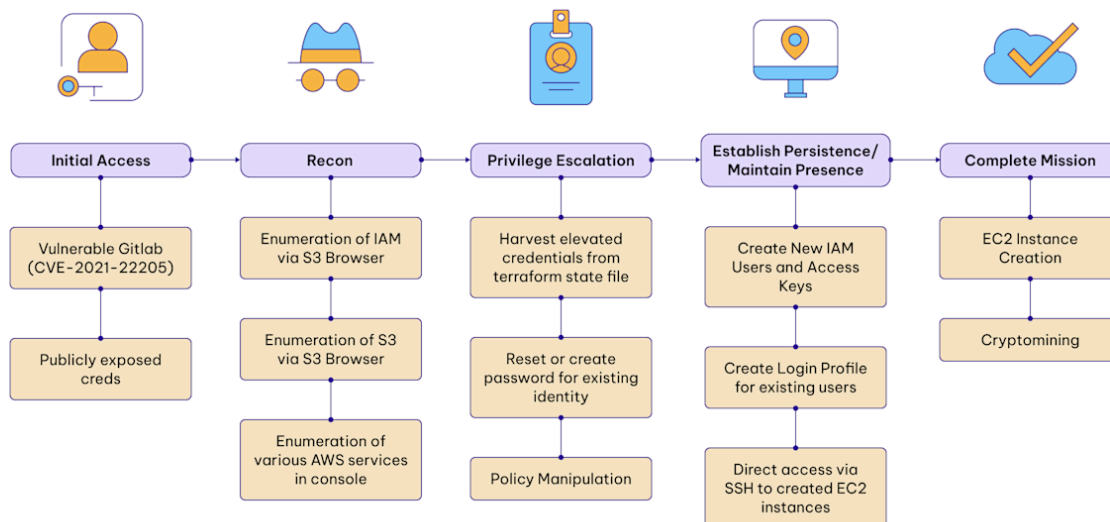 Initial Access
Recon
Privilege Escalation
Establish Persistence/
Maintain Presence
Complete Mission
Vulnerable Gitlab
(CVE-2021-22205)
Publicly exposed
creds
Enumeration of IAM
via S3 Browser
Enumeration of S3
via S3 Browser
Enumeration of
various AWS services
in console
Harvest elevated
credentials from
terraform state file
Reset or create
password for existing
identity
Policy Manipulation
Create New IAM
Users and Access
Keys
Create Login Profile
for existing users
Direct access via
SSH to created EC2
instances
EC2 Instance
Creation
Cryptomining